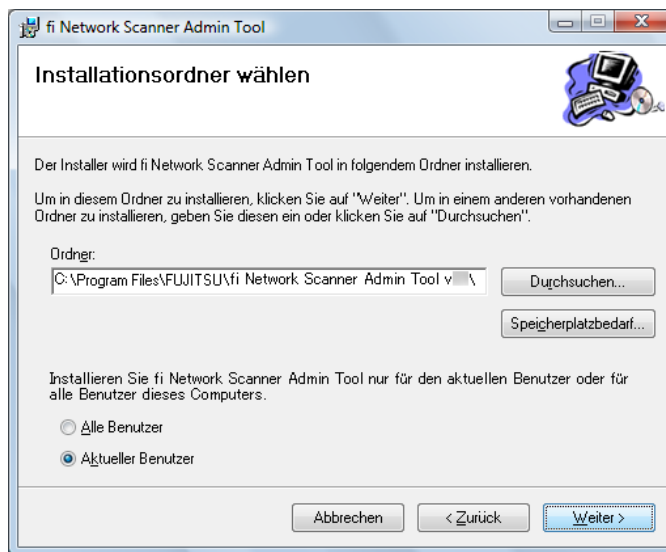 fi Network Scanner Admin Tool
Installationsordner wählen
Der Installer wird fi Network Scanner Admin Tool in folgendem Ordner installieren.
Um in diesem Ordner zu installieren, klicken Sie auf "Weiter". Um in einem anderen vorhandenen
Ordner zu installieren, geben Sie diesen ein oder klicken Sie auf "Durchsuchen".
Ordner:
C:\Program Files\FUJITSU\fi Network Scanner Admin Tool v \
Durchsuchen...
Speicherplatzbedarf...
Installieren Sie fi Network Scanner Admin Tool nur für den aktuellen Benutzer oder für
alle Benutzer dieses Computers.
Alle Benutzer
Aktueller Benutzer
Abbrechen
< Zurück
Weiter >